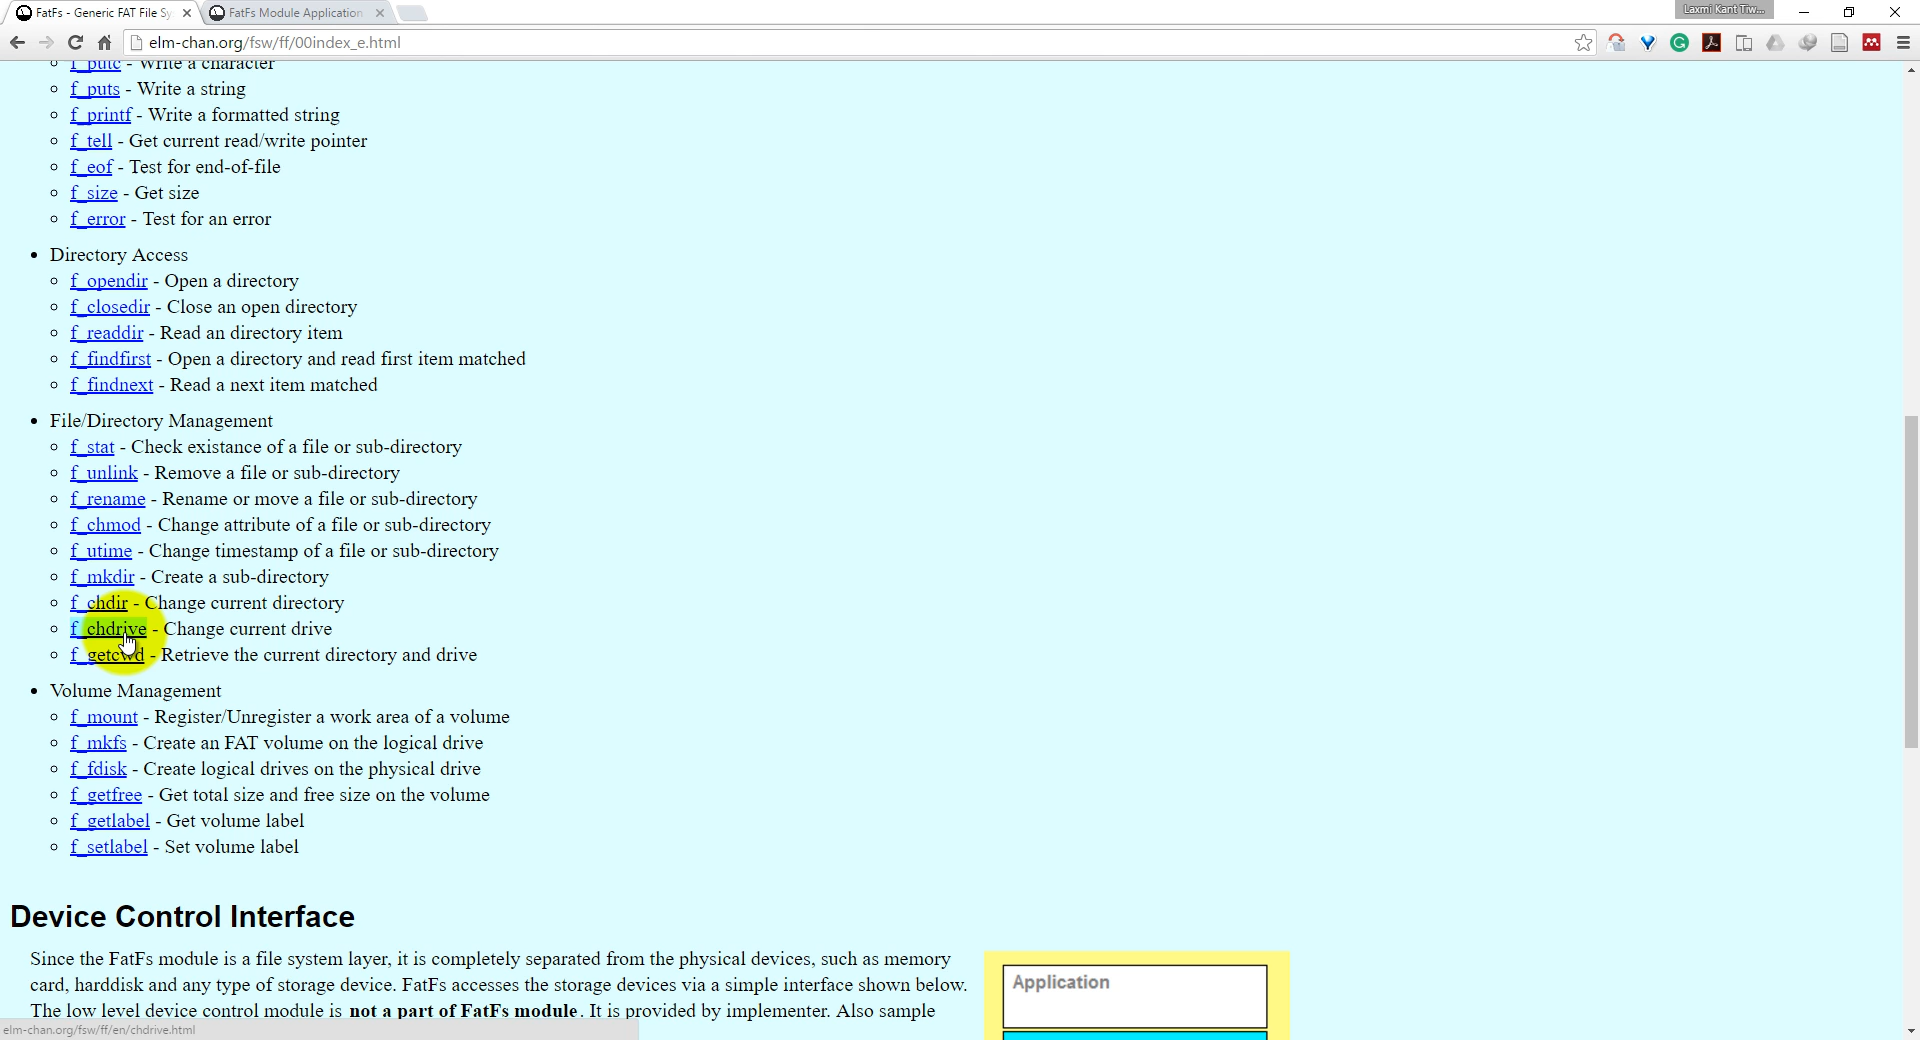 FatFs - Generic FAT File Sy
FatFs Module Application
Laxmi Kant Tiw...
elm-chan.org/fsw/ff/00index_e.html
f_putc - Write a character
f_puts - Write a string
f_printf - Write a formatted string
f_tell - Get current read/write pointer
f_eof - Test for end-of-file
f_size - Get size
f_error - Test for an error
Directory Access
f_opendir - Open a directory
f_closedir - Close an open directory
f_readdir - Read an directory item
f_findfirst - Open a directory and read first item matched
f_findnext - Read a next item matched
File/Directory Management
f_stat - Check existance of a file or sub-directory
f_unlink - Remove a file or sub-directory
f_rename - Rename or move a file or sub-directory
f_chmod - Change attribute of a file or sub-directory
f_utime - Change timestamp of a file or sub-directory
f_mkdir - Create a sub-directory
f_chdir - Change current directory
f_chdrive - Change current drive
f_getcwd - Retrieve the current directory and drive
Volume Management
f_mount - Register/Unregister a work area of a volume
f_mkfs - Create an FAT volume on the logical drive
f_fdisk - Create logical drives on the physical drive
f_getfree - Get total size and free size on the volume
f_getlabel - Get volume label
f_setlabel - Set volume label
Device Control Interface
Since the FatFs module is a file system layer, it is completely separated from the physical devices, such as memory
card, harddisk and any type of storage device. FatFs accesses the storage devices via a simple interface shown below.
The low level device control module is not a part of FatFs module. It is provided by implementer. Also sample
Application
elm-chan.org/fsw/ff/en/chdrive.html